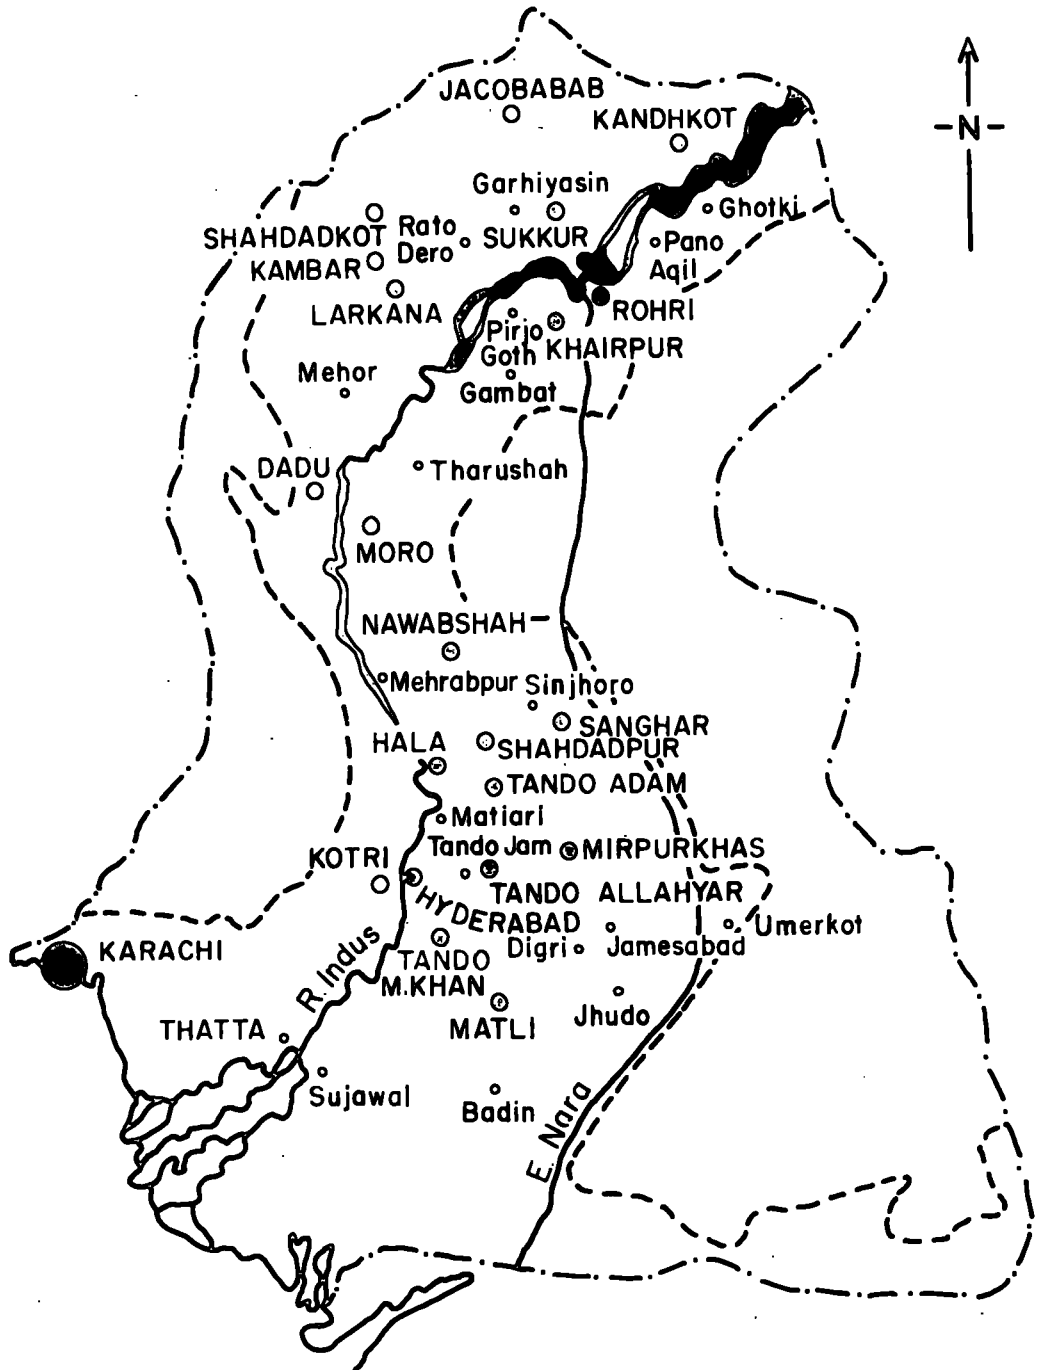 JACOBABAB
KANDHKOT
N
Garhiyasin
Ghotki
SHAHDADKOT
Rato
Dero
SUKKUR
Pano
Aqil
KAMBAR
LARKANA
ROHRI
Pirjo
Goth
KHAIRPUR
Mehor
Gambat
DADU
Tharushah
MORO
NAWABSHAH
Mehrabpur
Sinjhoro
SANGHAR
HALA
SHAHDADPUR
TANDO ADAM
Matiari
Tando Jam
MIRPURKHAS
KOTRI
TANDO ALLAHYAR
HYDERABAD
Umerkot
KARACHI
Digri
Jamesabad
TANDO
M.KHAN
R. Indus
MATLI
Jhudo
THATTA
Sujawal
Badin
E. Nara